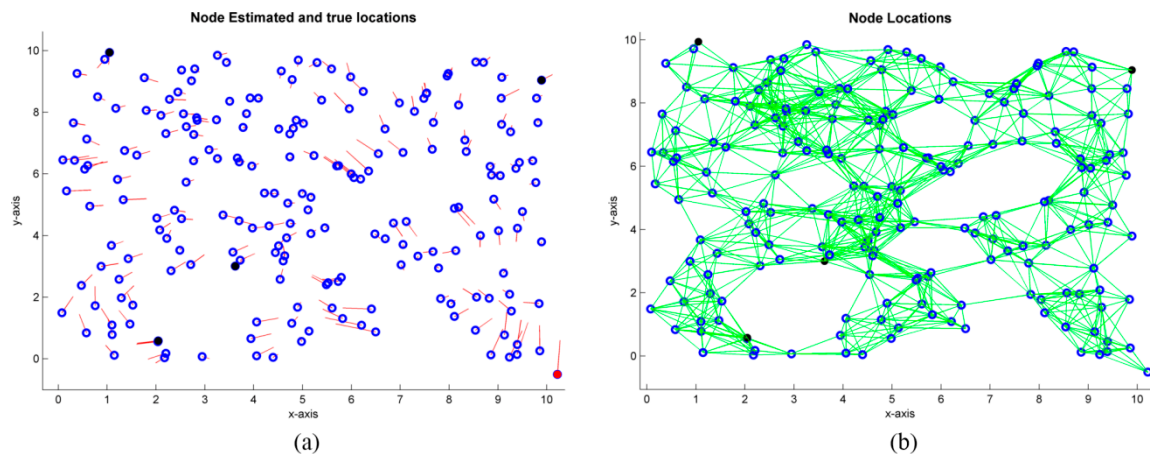 Node Estimated and true locations
10
8
6
4
2
0
y-axis
0 1 2 3 4 5 6 7 8 9 10
x-axis
(a)
Node Locations
10
8
6
4
2
0
y-axis
0 1 2 3 4 5 6 7 8 9 10
x-axis
(b)